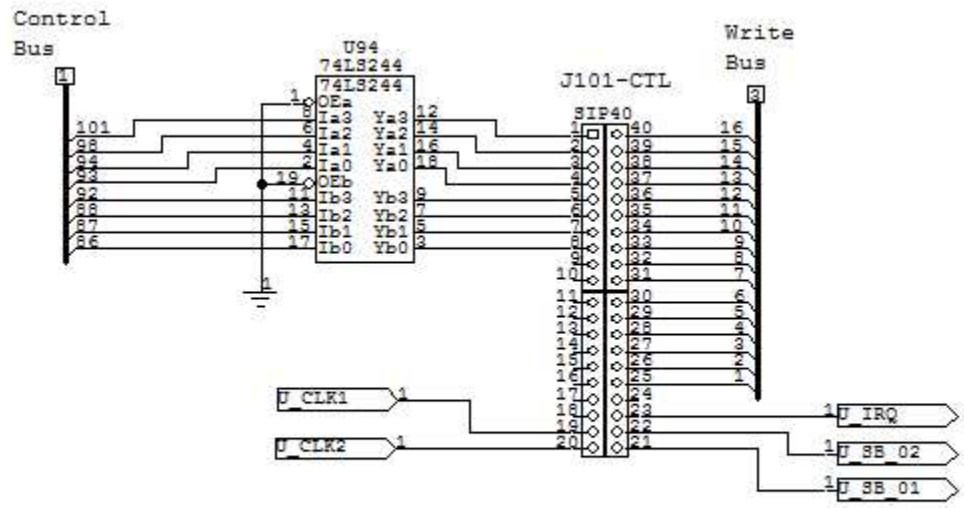 Control
Bus
1
U94
74LS244
74LS244
1 OEa
101 8 Ia3 Ya3 12
98 6 Ia2 Ya2 14
94 4 Ia1 Ya1 16
93 2 Ia0 Ya0 18
19 OEb
92 11 Ib3 Yb3 9
88 13 Ib2 Yb2 7
87 15 Ib1 Yb1 5
86 17 Ib0 Yb0 3
1
J101-CTL
SIP40
Write
Bus
3
1 40 16
2 39 15
3 38 14
4 37 13
5 36 12
6 35 11
7 34 10
8 33 9
9 32 8
10 31 7
11 30 6
12 29 5
13 28 4
14 27 3
15 26 2
16 25 1
17 24
18 23
19 22
20 21
U_CLK1 1
U_CLK2 1
1 U_IRQ
1 U_SB_02
1 U_SB_01